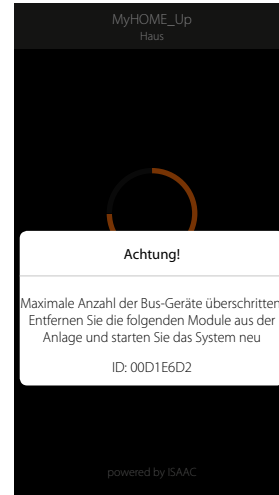 MyHOME_Up
Haus
Achtung!
Maximale Anzahl der Bus-Geräte überschritten
Entfernen Sie die folgenden Module aus der
Anlage und starten Sie das System neu
ID: 00D1E6D2
powered by ISAAC